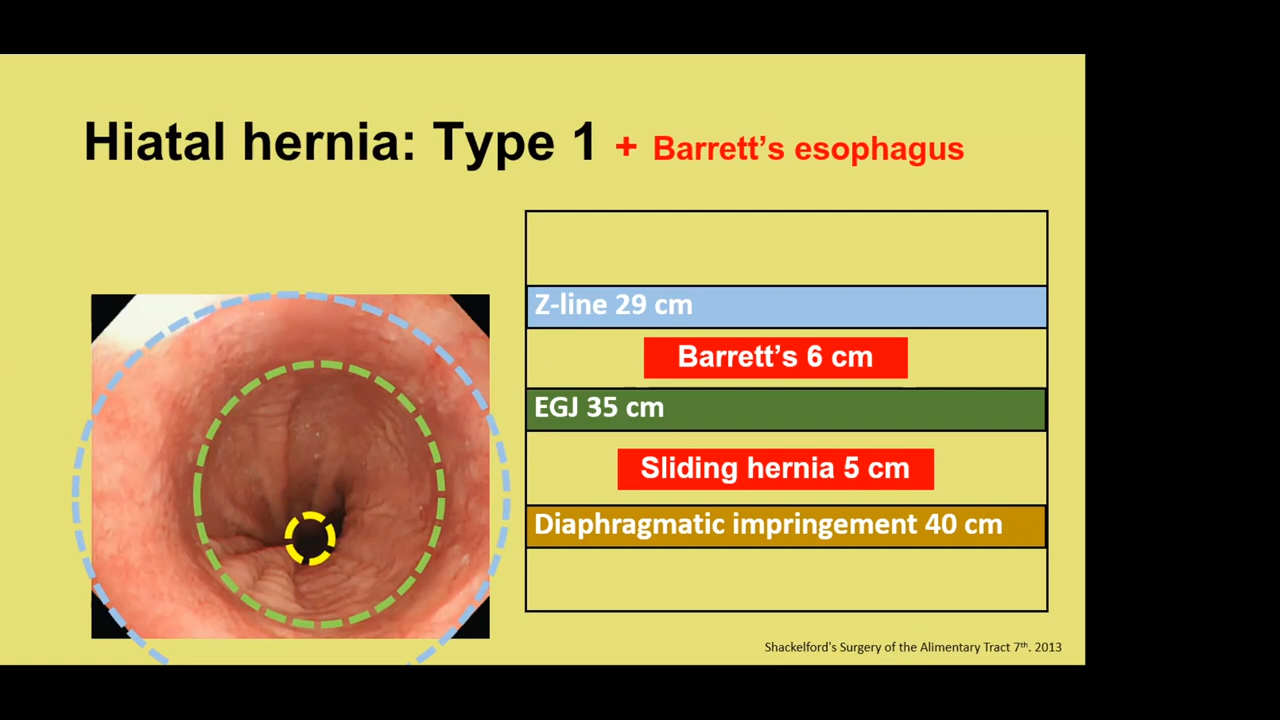 Hiatal hernia: Type 1 + Barrett’s esophagus
Z-line 29 cm
Barrett’s 6 cm
EGJ 35 cm
Sliding hernia 5 cm
Diaphragmatic impringement 40 cm
Shackelford’s Surgery of the Alimentary Tract 7th. 2013